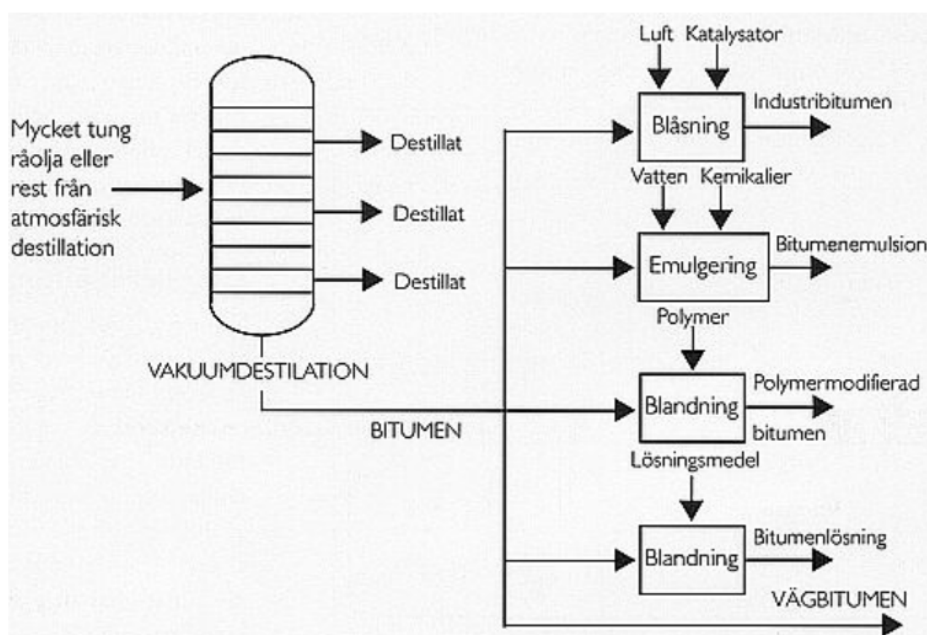 Luft Katalysator
Industribitumen
Blåsning
Mycket tung
råolja eller
rest från
atmosfärisk
destillation
Destillat
Destillat
Destillat
Vatten Kemikalier
Bitumenemulsion
Emulgering
Polymer
VAKUUMDESTILATION
BITUMEN
Polymermodifierad
Blandning
bitumen
Lösningsmedel
Bitumenlösning
Blandning
VÄGBITUMEN